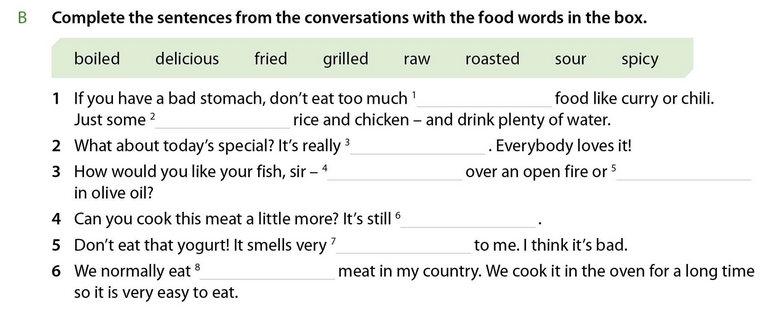 B Complete the sentences from the conversations with the food words in the box.
boiled delicious fried grilled raw roasted sour spicy
1 If you have a bad stomach, don't eat too much 1 food like curry or chili.
Just some 2 rice and chicken – and drink plenty of water.
2 What about today's special? It's really 3 . Everybody loves it!
3 How would you like your fish, sir – 4 over an open fire or 5
in olive oil?
4 Can you cook this meat a little more? It's still 6 .
5 Don't eat that yogurt! It smells very 7 to me. I think it's bad.
6 We normally eat 8 meat in my country. We cook it in the oven for a long time
so it is very easy to eat.